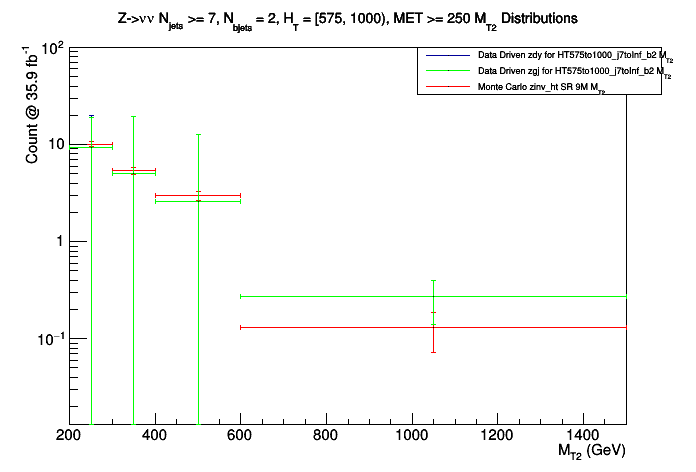 Z->νν N_jets >= 7, N_bjets = 2, H_T = [575, 1000), MET >= 250 M_T2 Distributions
Count @ 35.9 fb^-1
Data Driven zdy for HT575to1000_j7toInf_b2 M_T2
Data Driven zgj for HT575to1000_j7toInf_b2 M_T2
Monte Carlo zinv_ht SR 9M M_T2
10^2
10
1
10^-1
200 400 600 800 1000 1200 1400
M_T2 (GeV)